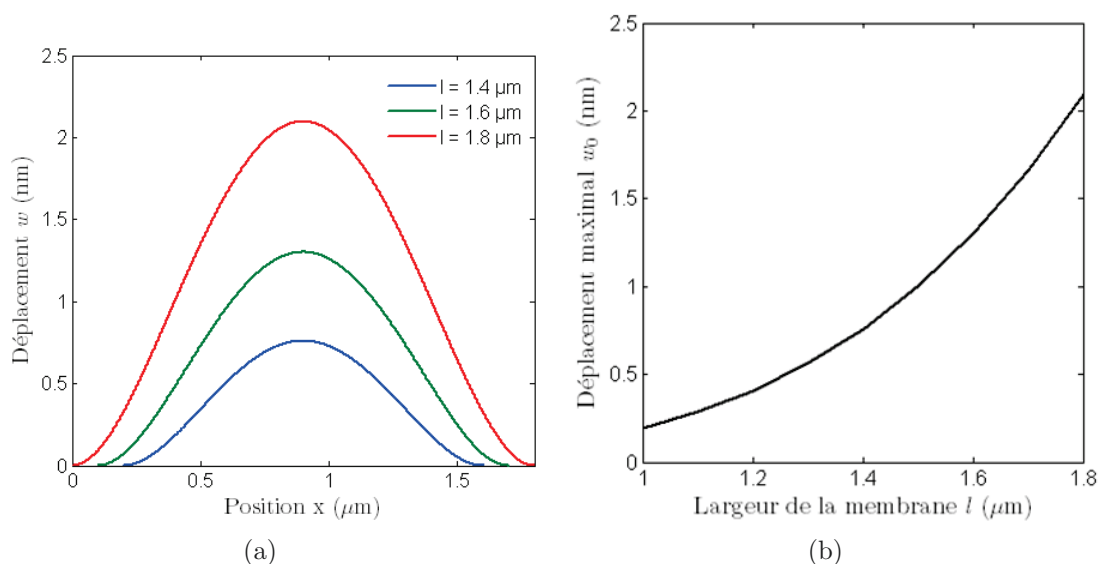 2.5
2
1.5
1
0.5
0
0 0.5 1 1.5
Déplacement w (nm)
Position x (μm)
l = 1.4 μm
l = 1.6 μm
l = 1.8 μm
(a)
2.5
2
1.5
1
0.5
0
1 1.2 1.4 1.6 1.8
Déplacement maximal w₀ (nm)
Largeur de la membrane l (μm)
(b)